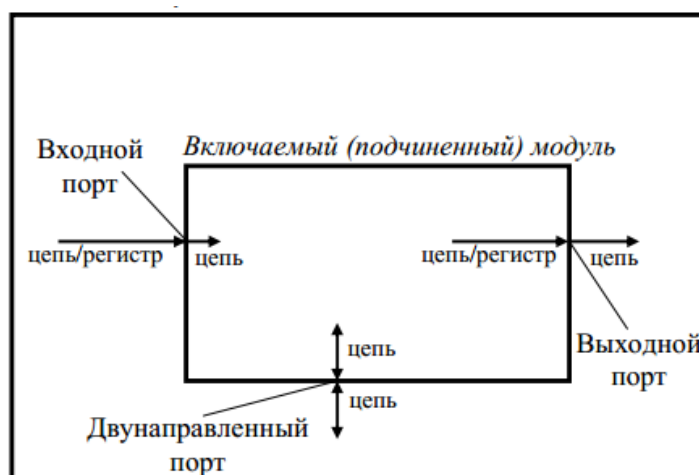 Включаемый (подчиненный) модуль
Входной
порт
цепь/регистр
цепь
цепь/регистр
цепь
цепь
цепь
Выходной
порт
Двунаправленный
порт